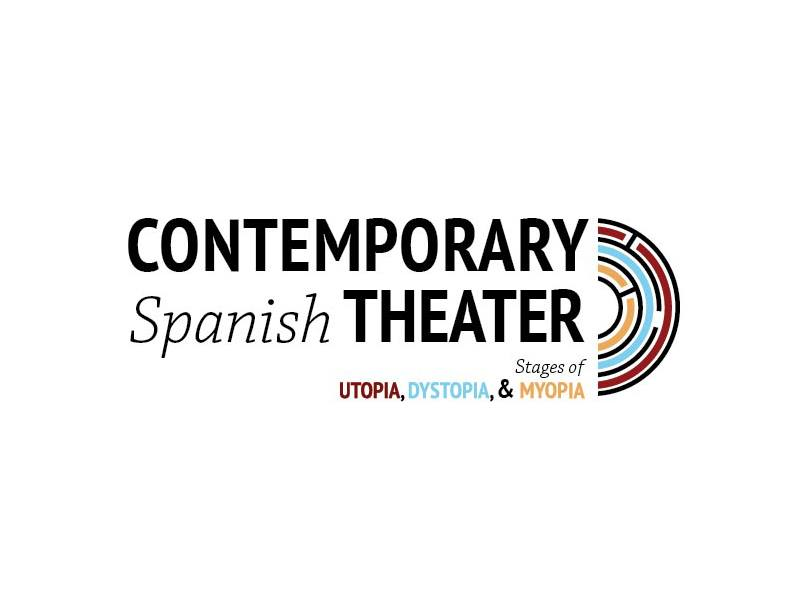 CONTEMPORARY
Spanish THEATER
Stages of
UTOPIA, DYSTOPIA, & MYOPIA